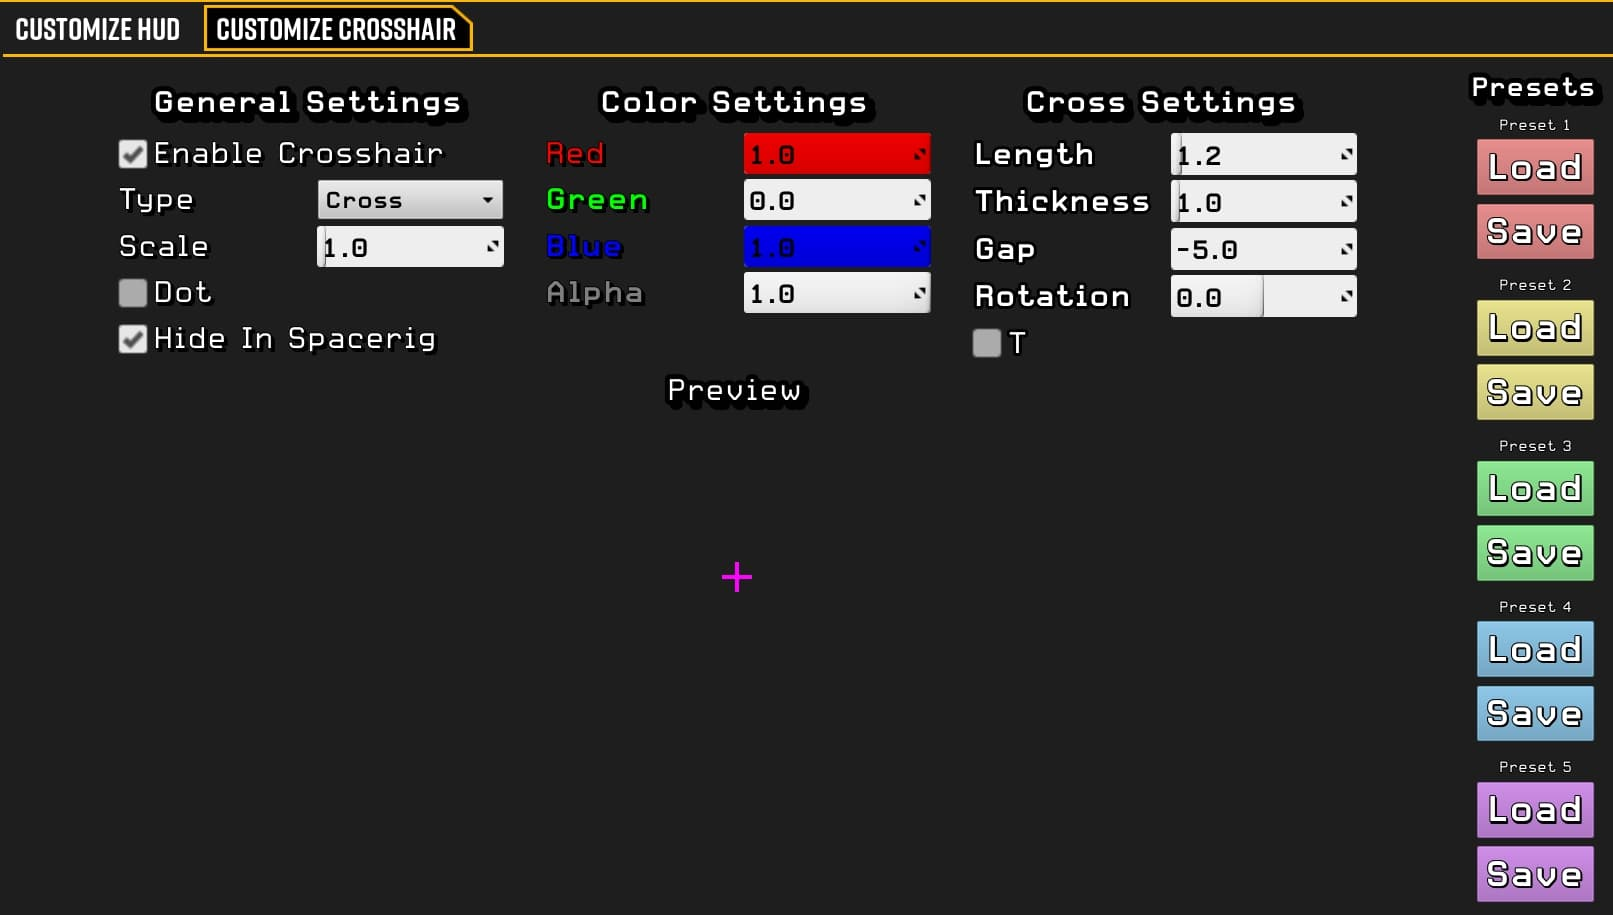 CUSTOMIZE HUD
CUSTOMIZE CROSSHAIR
General Settings
Enable Crosshair
Type Cross
Scale 1.0
Dot
Hide In Spacerig
Color Settings
Red 1.0
Green 0.0
Blue 1.0
Alpha 1.0
Cross Settings
Length 1.2
Thickness 1.0
Gap -5.0
Rotation 0.0
T
Preview
Presets
Preset 1
Load
Save
Preset 2
Load
Save
Preset 3
Load
Save
Preset 4
Load
Save
Preset 5
Load
Save